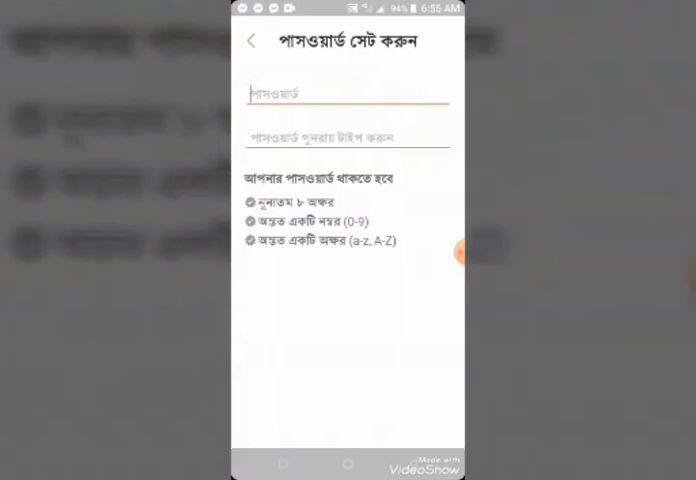 94% 6:55 AM
পাসওয়ার্ড সেট করুন
পাসওয়ার্ড
পাসওয়ার্ড পুনরায় টাইপ করুন
আপনার পাসওয়ার্ড থাকতে হবে
নূন্যতম ৮ অক্ষর
অন্তত একটি নম্বর (0-9)
অন্তত একটি অক্ষর (a-z, A-Z)
Made with
VideoShow